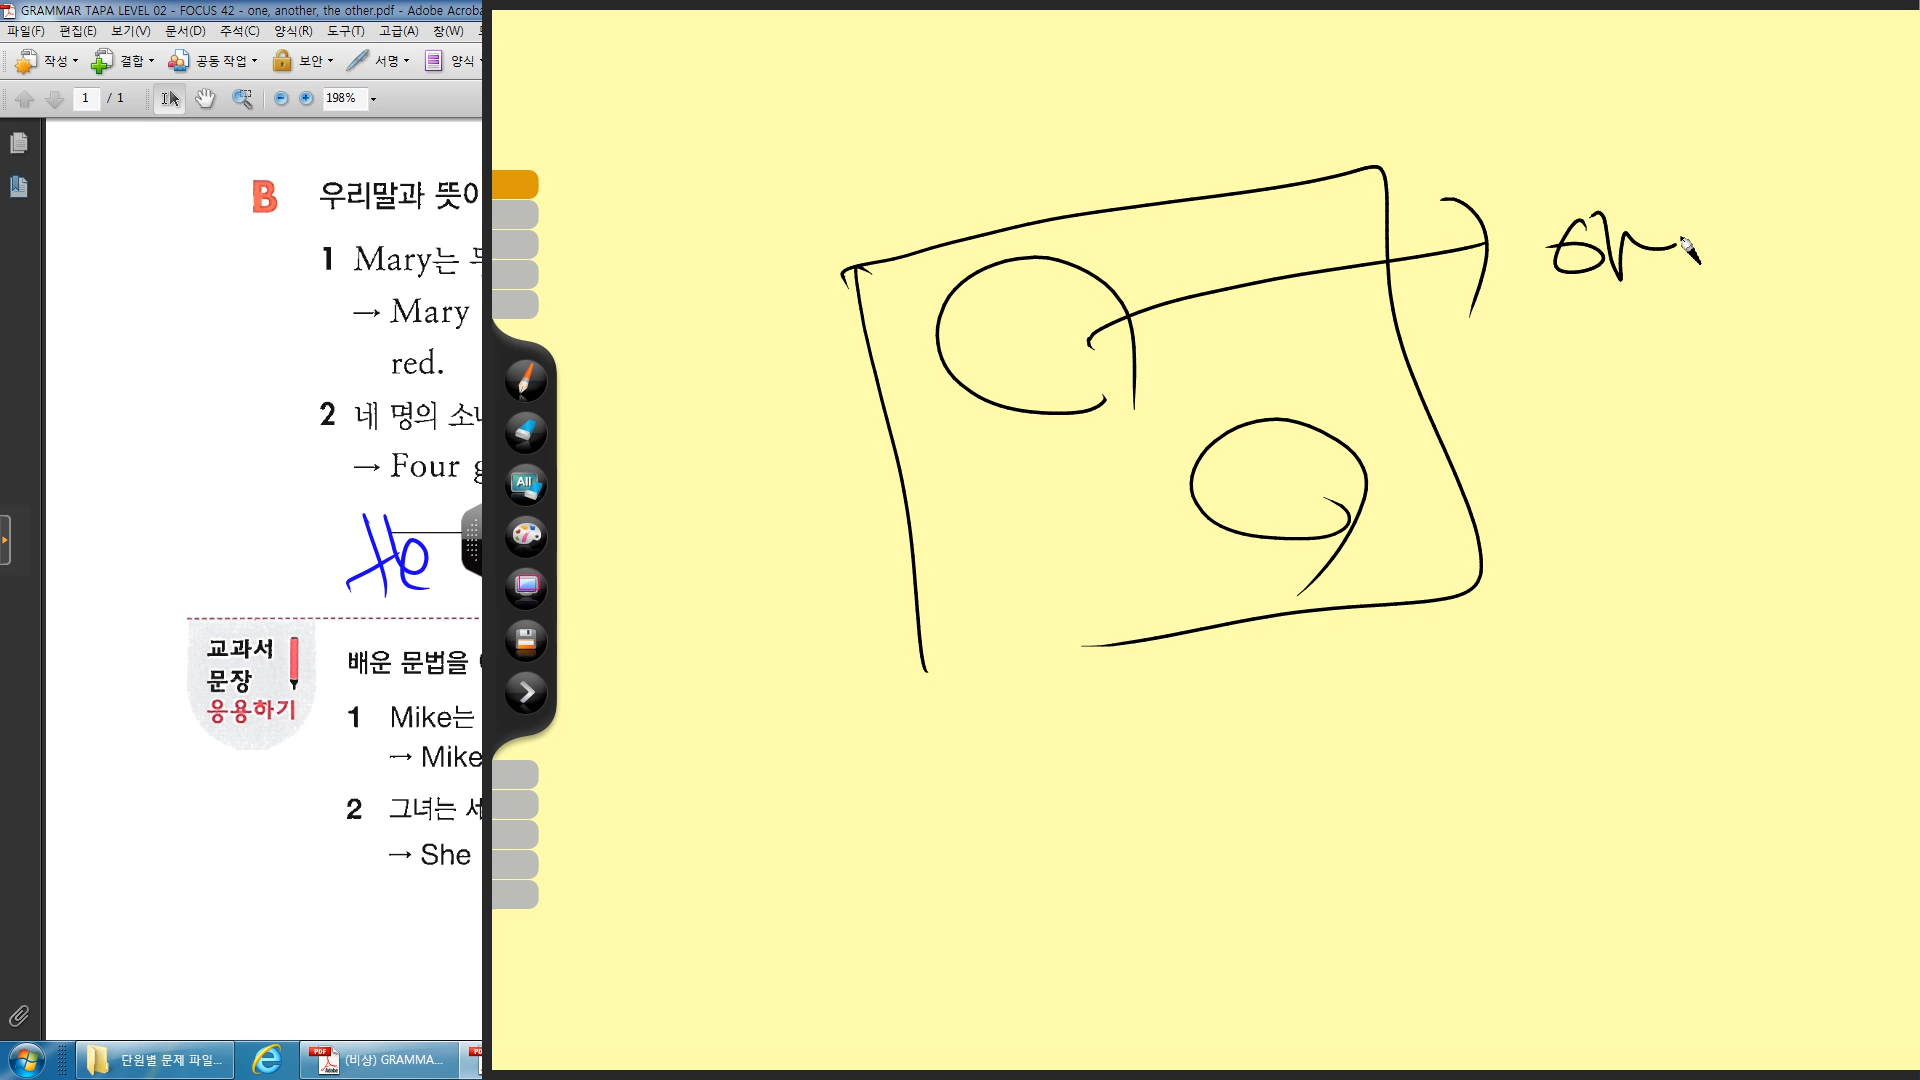 GRAMMAR TAPA LEVEL 02 - FOCUS 42 - one, another, the other.pdf - Adobe Acroba
파일(F) 편집(E) 보기(V) 문서(D) 주석(C) 양식(R) 도구(T) 고급(A) 창(W)
작성 결합 공동 작업 보안 서명 양식
1 / 1 198%
B 우리말과 뜻이
1 Mary는
→ Mary
red.
2 네 명의 소녀
→ Four g
He
All
교과서
문장
응용하기
배운 문법을
1 Mike는
→ Mike
2 그녀는 세
→ She
단원별 문제 파일...
(비상) GRAMMA...